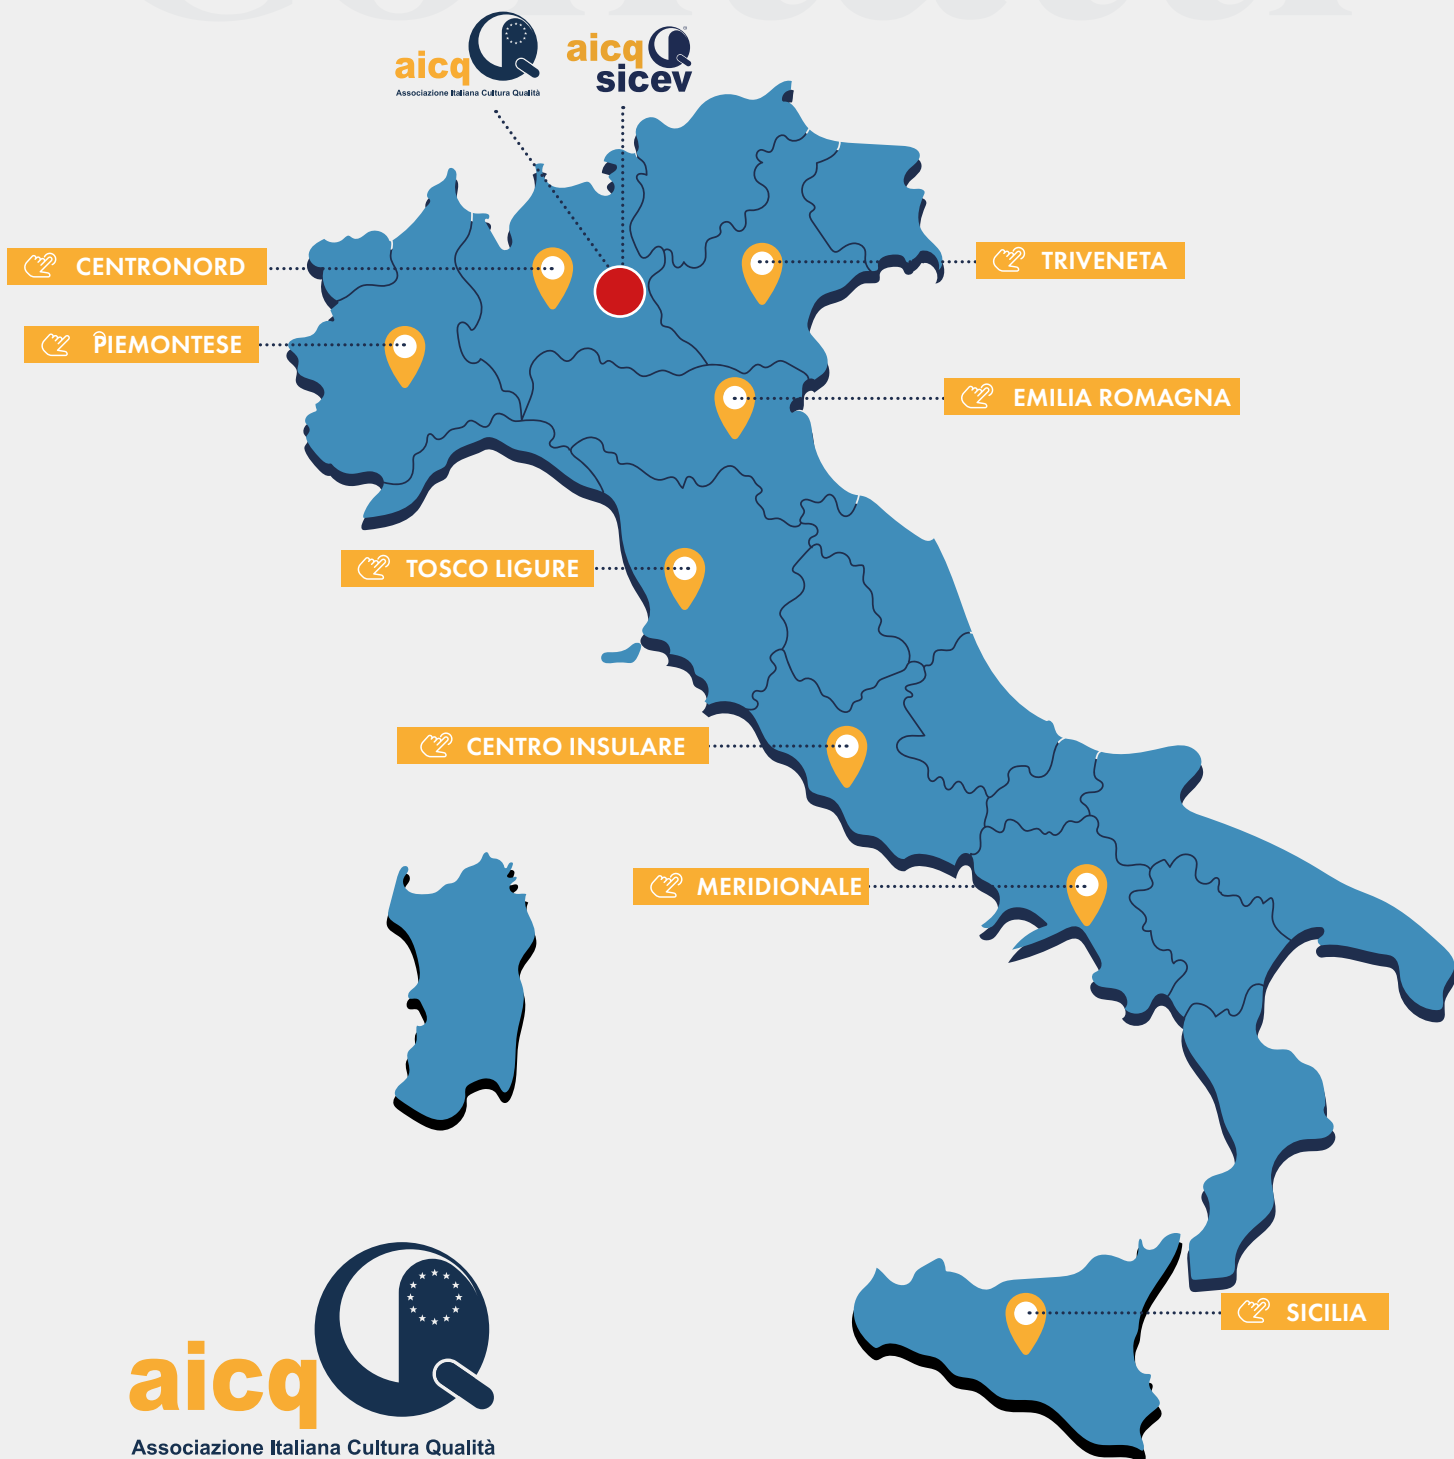 aicq
Associazione Italiana Cultura Qualità
aicq
sicev
CENTRONORD
TRIVENETA
PIEMONTESE
EMILIA ROMAGNA
TOSCO LIGURE
CENTRO INSULARE
MERIDIONALE
SICILIA
aicq
Associazione Italiana Cultura Qualità